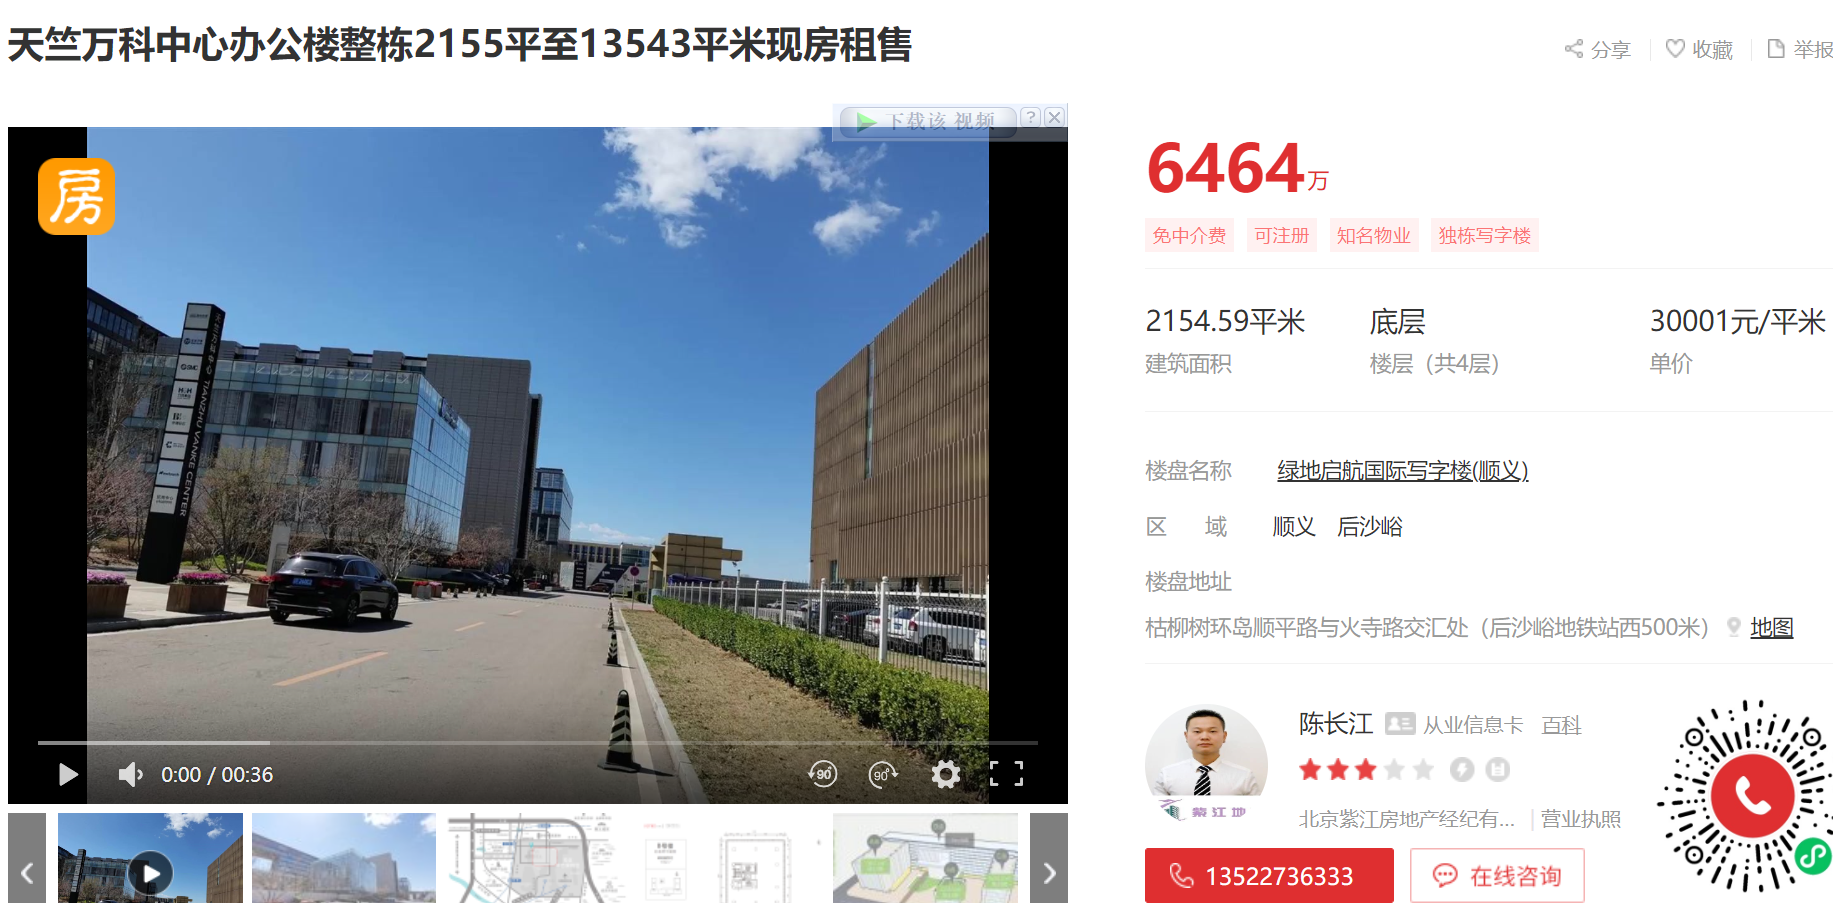 天竺万科中心办公楼整栋2155平至13543平米现房租售
分享
收藏
举报
下载该 视频
?
房
天竺万科中心 TIANZHU VANKE CENTER
0:00 / 00:36
90
90
6464万
免中介费
可注册
知名物业
独栋写字楼
2154.59平米
底层
30001元/平米
建筑面积
楼层（共4层）
单价
楼盘名称
绿地启航国际写字楼(顺义)
区 域
顺义 后沙峪
楼盘地址
枯柳树环岛顺平路与火寺路交汇处（后沙峪地铁站西500米）
地图
陈长江
从业信息卡
百科
紫江地
北京紫江房地产经纪有...
营业执照
13522736333
在线咨询